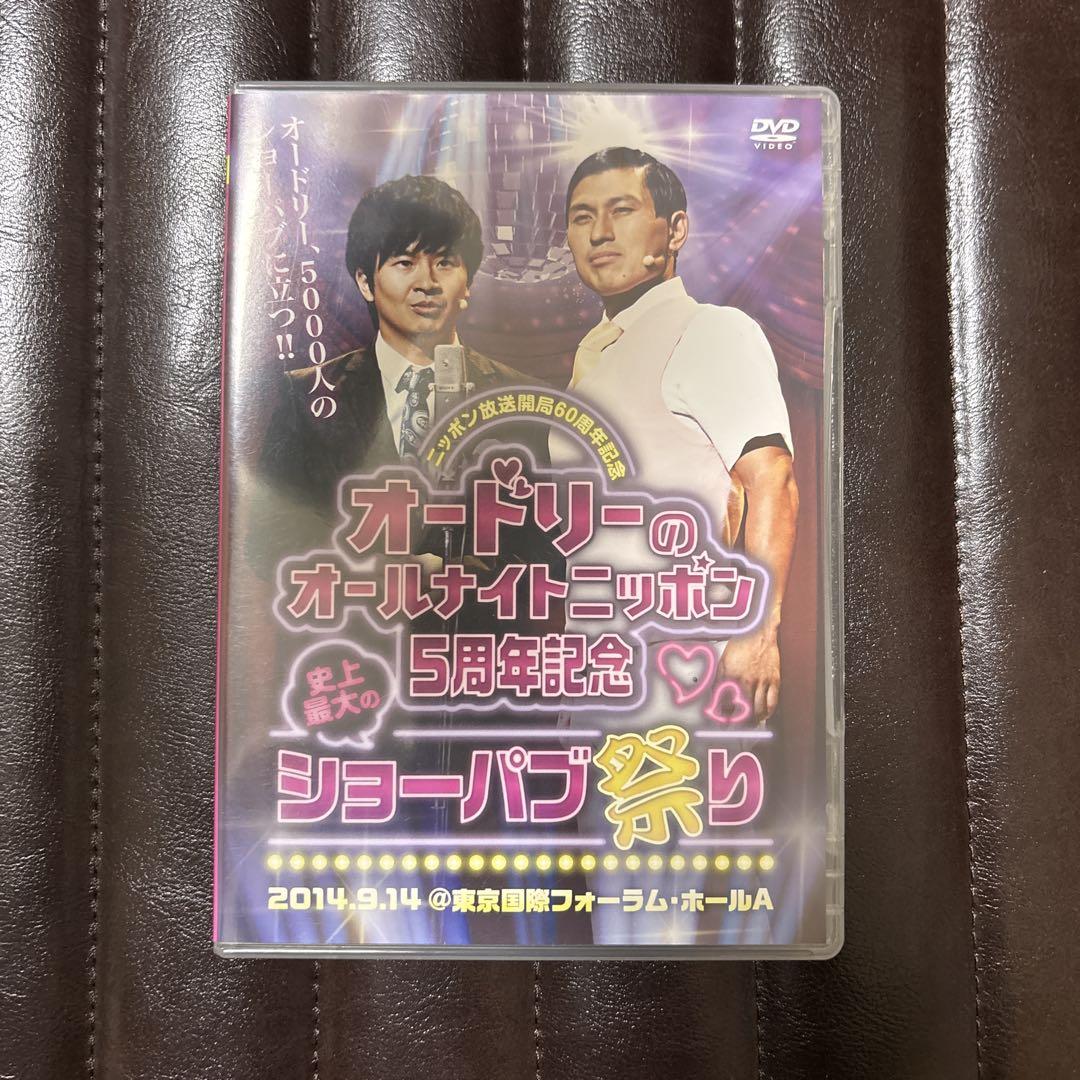 DVD
VIDEO
オードリー、5000人の
ショーパブに立つ!!
ニッポン放送開局60周年記念
オードリーの
オールナイトニッポン
5周年記念
史上
最大の
ショーパブ祭り
2014.9.14 @東京国際フォーラム・ホールA